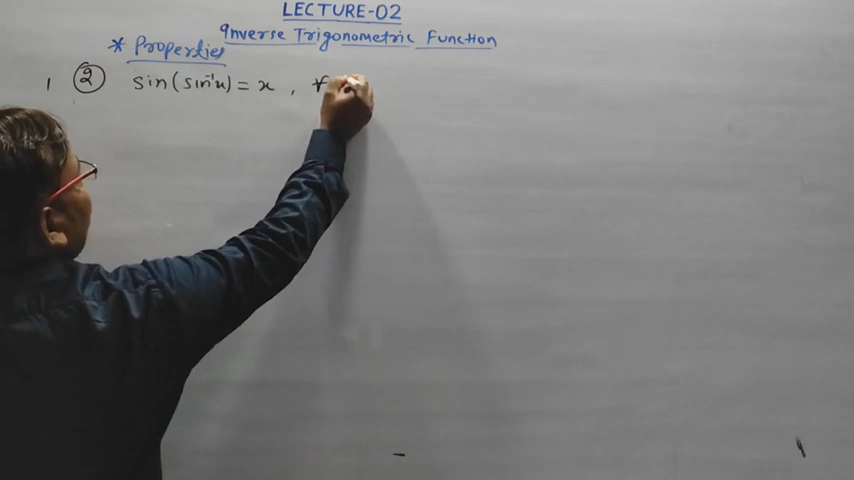 LECTURE-02
Inverse Trigonometric Function
* Properties
1 ② sin(sin⁻¹x) = x ,